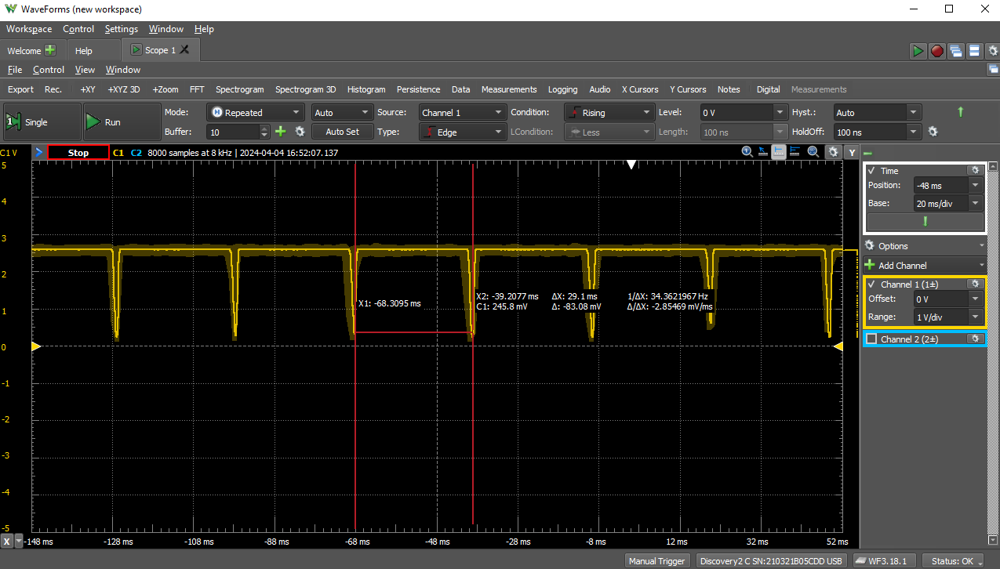 WaveForms (new workspace)
Workspace Control Settings Window Help
Welcome Help Scope 1
File Control View Window
Export Rec. +XY +XYZ 3D +Zoom FFT Spectrogram Spectrogram 3D Histogram Persistence Data Measurements Logging Audio X Cursors Y Cursors Notes Digital Measurements
Single Run Mode: Repeated Auto Source: Channel 1 Condition: Rising Level: 0 V Hyst.: Auto
Buffer: 10 Auto Set Type: Edge LCondition: Less Length: 100 ns HoldOff: 100 ns
C1 V Stop C1 C2 8000 samples at 8 kHz | 2024-04-04 16:52:07.137 Y
5
4
3
2
1
0
-1
-2
-3
-4
-5
X1: -68.3095 ms
X2: -39.2077 ms ΔX: 29.1 ms 1/ΔX: 34.3621967 Hz
C1: 245.8 mV Δ: -83.08 mV Δ/ΔX: -2.85469 mV/ms
X -148 ms -128 ms -108 ms -88 ms -68 ms -48 ms -28 ms -8 ms 12 ms 32 ms 52 ms
Time
Position: -48 ms
Base: 20 ms/div
Options
Add Channel
Channel 1 (1±)
Offset: 0 V
Range: 1 V/div
Channel 2 (2±)
Manual Trigger Discovery2 C SN:210321B05CDD USB WF3.18.1 Status: OK